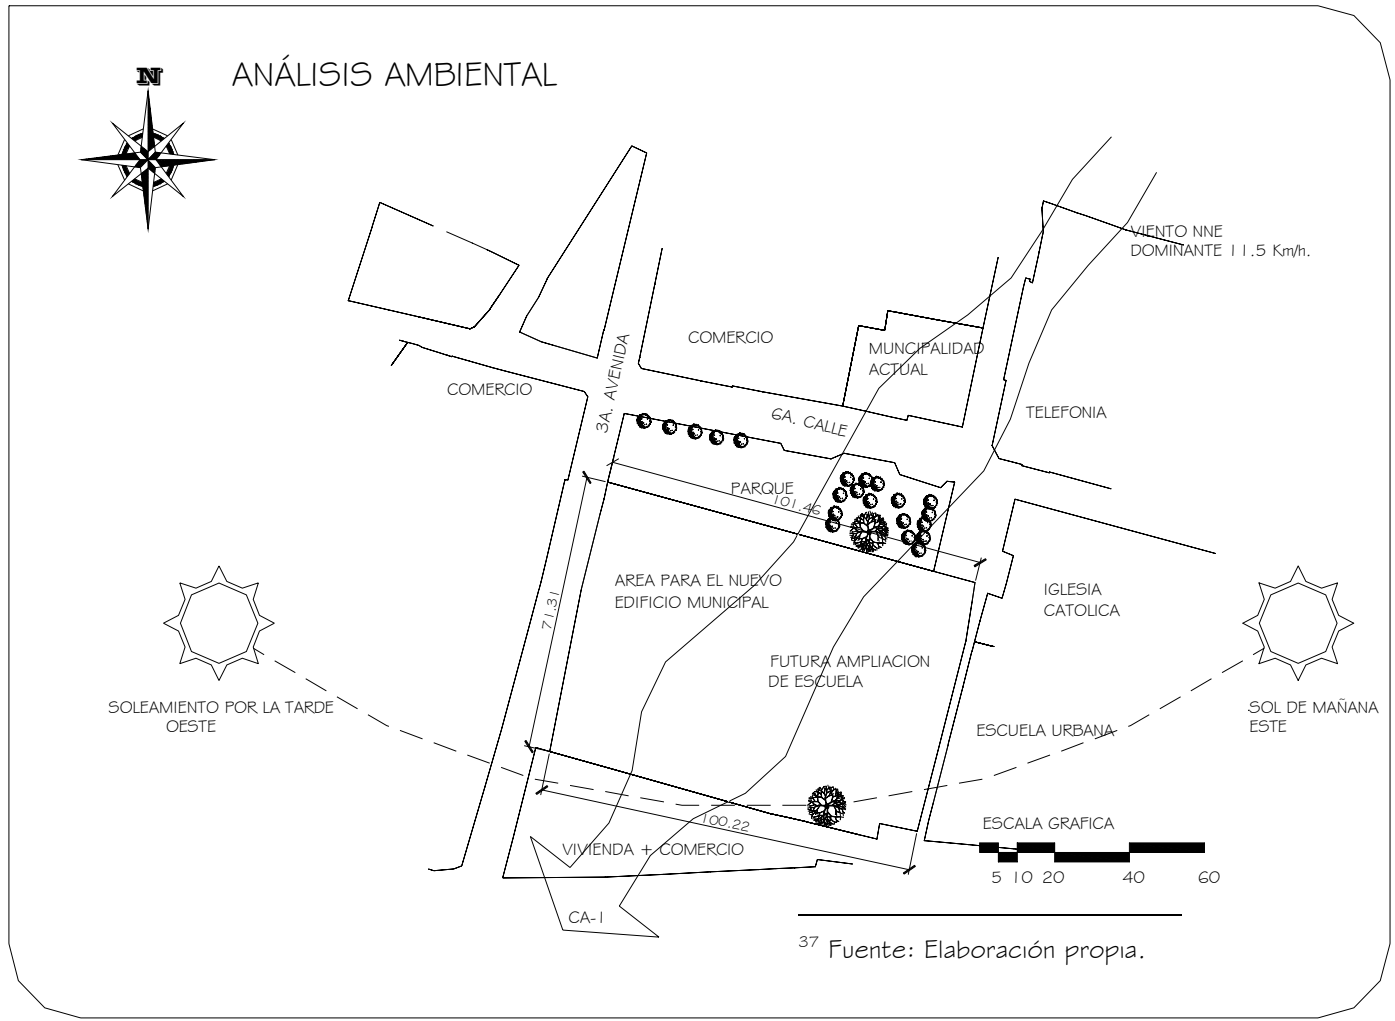 N
ANÁLISIS AMBIENTAL
VIENTO NNE
DOMINANTE 11.5 Km/h.
COMERCIO
MUNCIPALIDAD
ACTUAL
3A. AVENIDA
COMERCIO
6A. CALLE
TELEFONIA
PARQUE
101.46
AREA PARA EL NUEVO
EDIFICIO MUNICIPAL
71.31
IGLESIA
CATOLICA
FUTURA AMPLIACION
DE ESCUELA
SOLEAMIENTO POR LA TARDE
OESTE
SOL DE MAÑANA
ESTE
ESCUELA URBANA
100.22
ESCALA GRAFICA
VIVIENDA + COMERCIO
5 10 20 40 60
CA-1
37 Fuente: Elaboración propia.